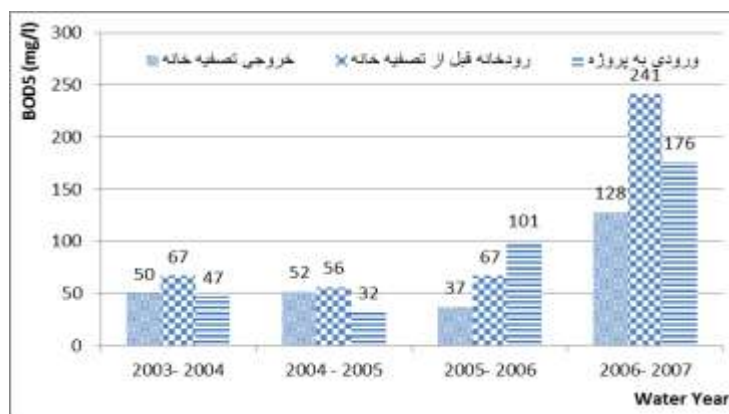 BOD5 (mg/l)
300
250
200
150
100
50
0
خروجی تصفیه خانه
رودخانه قبل از تصفیه خانه
ورودی به پروژه
50 67 47
52 56 32
37 67 101
128 241 176
2003- 2004 2004 - 2005 2005- 2006 2006- 2007
Water Year